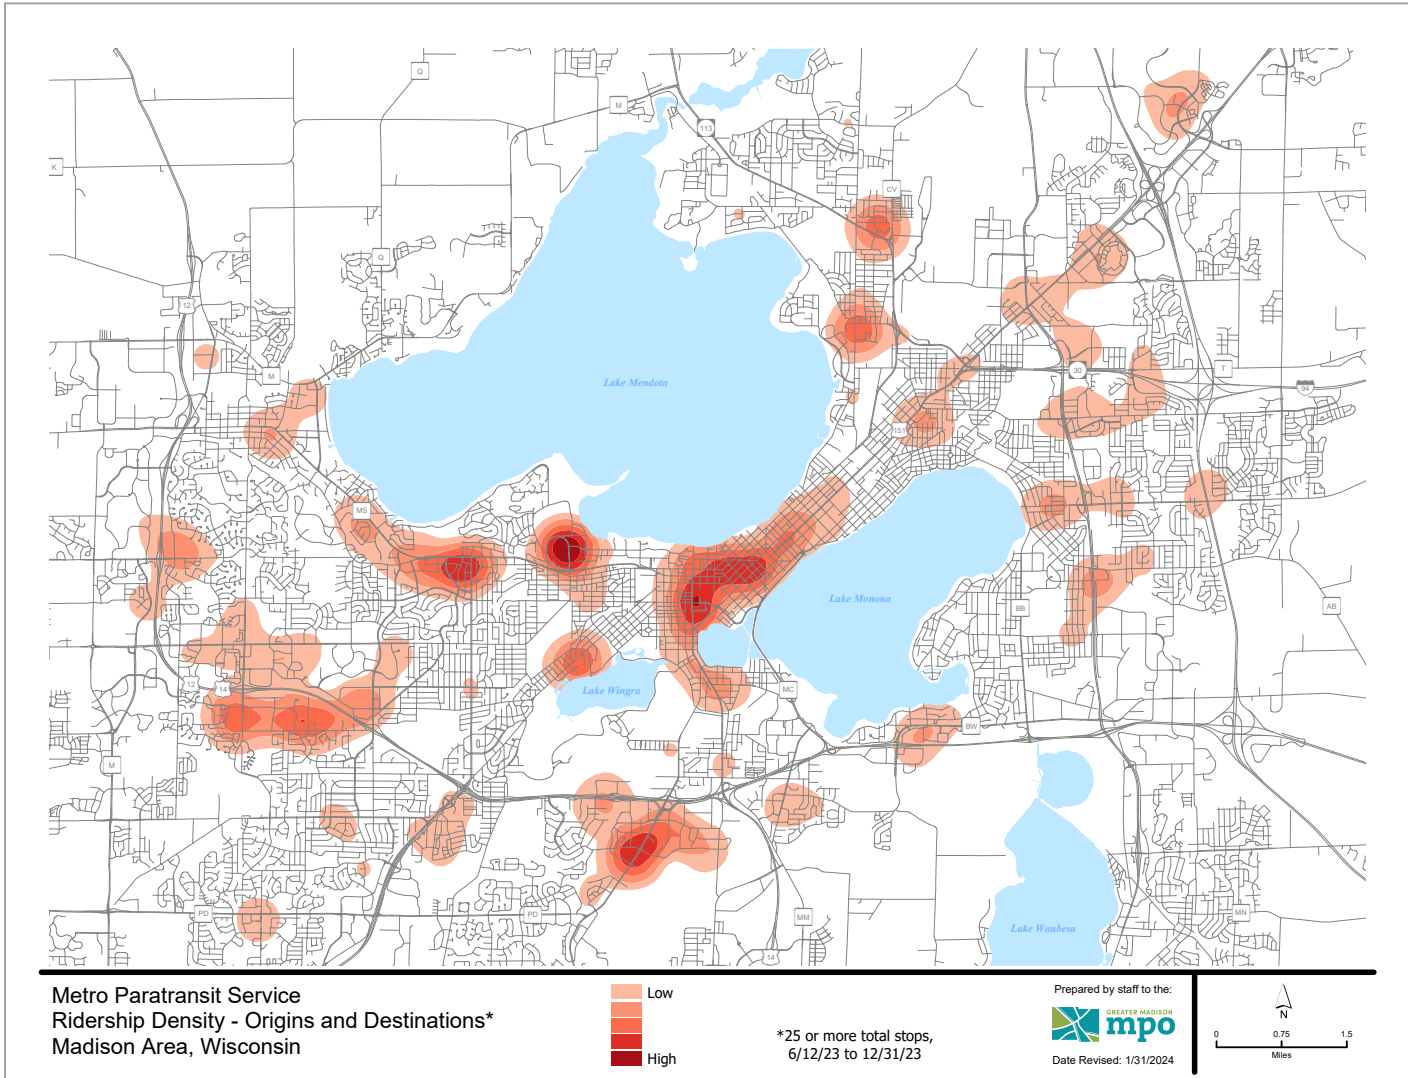 Q
M
113
K
CV
Q
12
M
Lake Mendota
30
T
94
151
MS
Lake Monona
BB
AB
12
14
Lake Wingra
MC
BW
M
PD
PD
MM
MN
Lake Waubesa
14
Metro Paratransit Service
Ridership Density - Origins and Destinations*
Madison Area, Wisconsin
Low
High
*25 or more total stops,
6/12/23 to 12/31/23
Prepared by staff to the:
GREATER MADISON
mpo
Date Revised: 1/31/2024
N
0 0.75 1.5
Miles